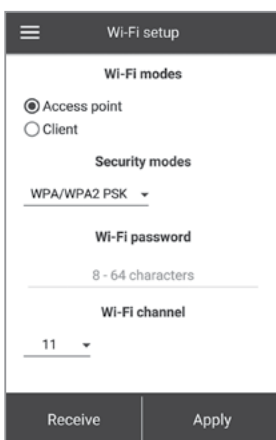 Wi-Fi setup
Wi-Fi modes
Access point
Client
Security modes
WPA/WPA2 PSK
Wi-Fi password
8 - 64 characters
Wi-Fi channel
11
Receive Apply